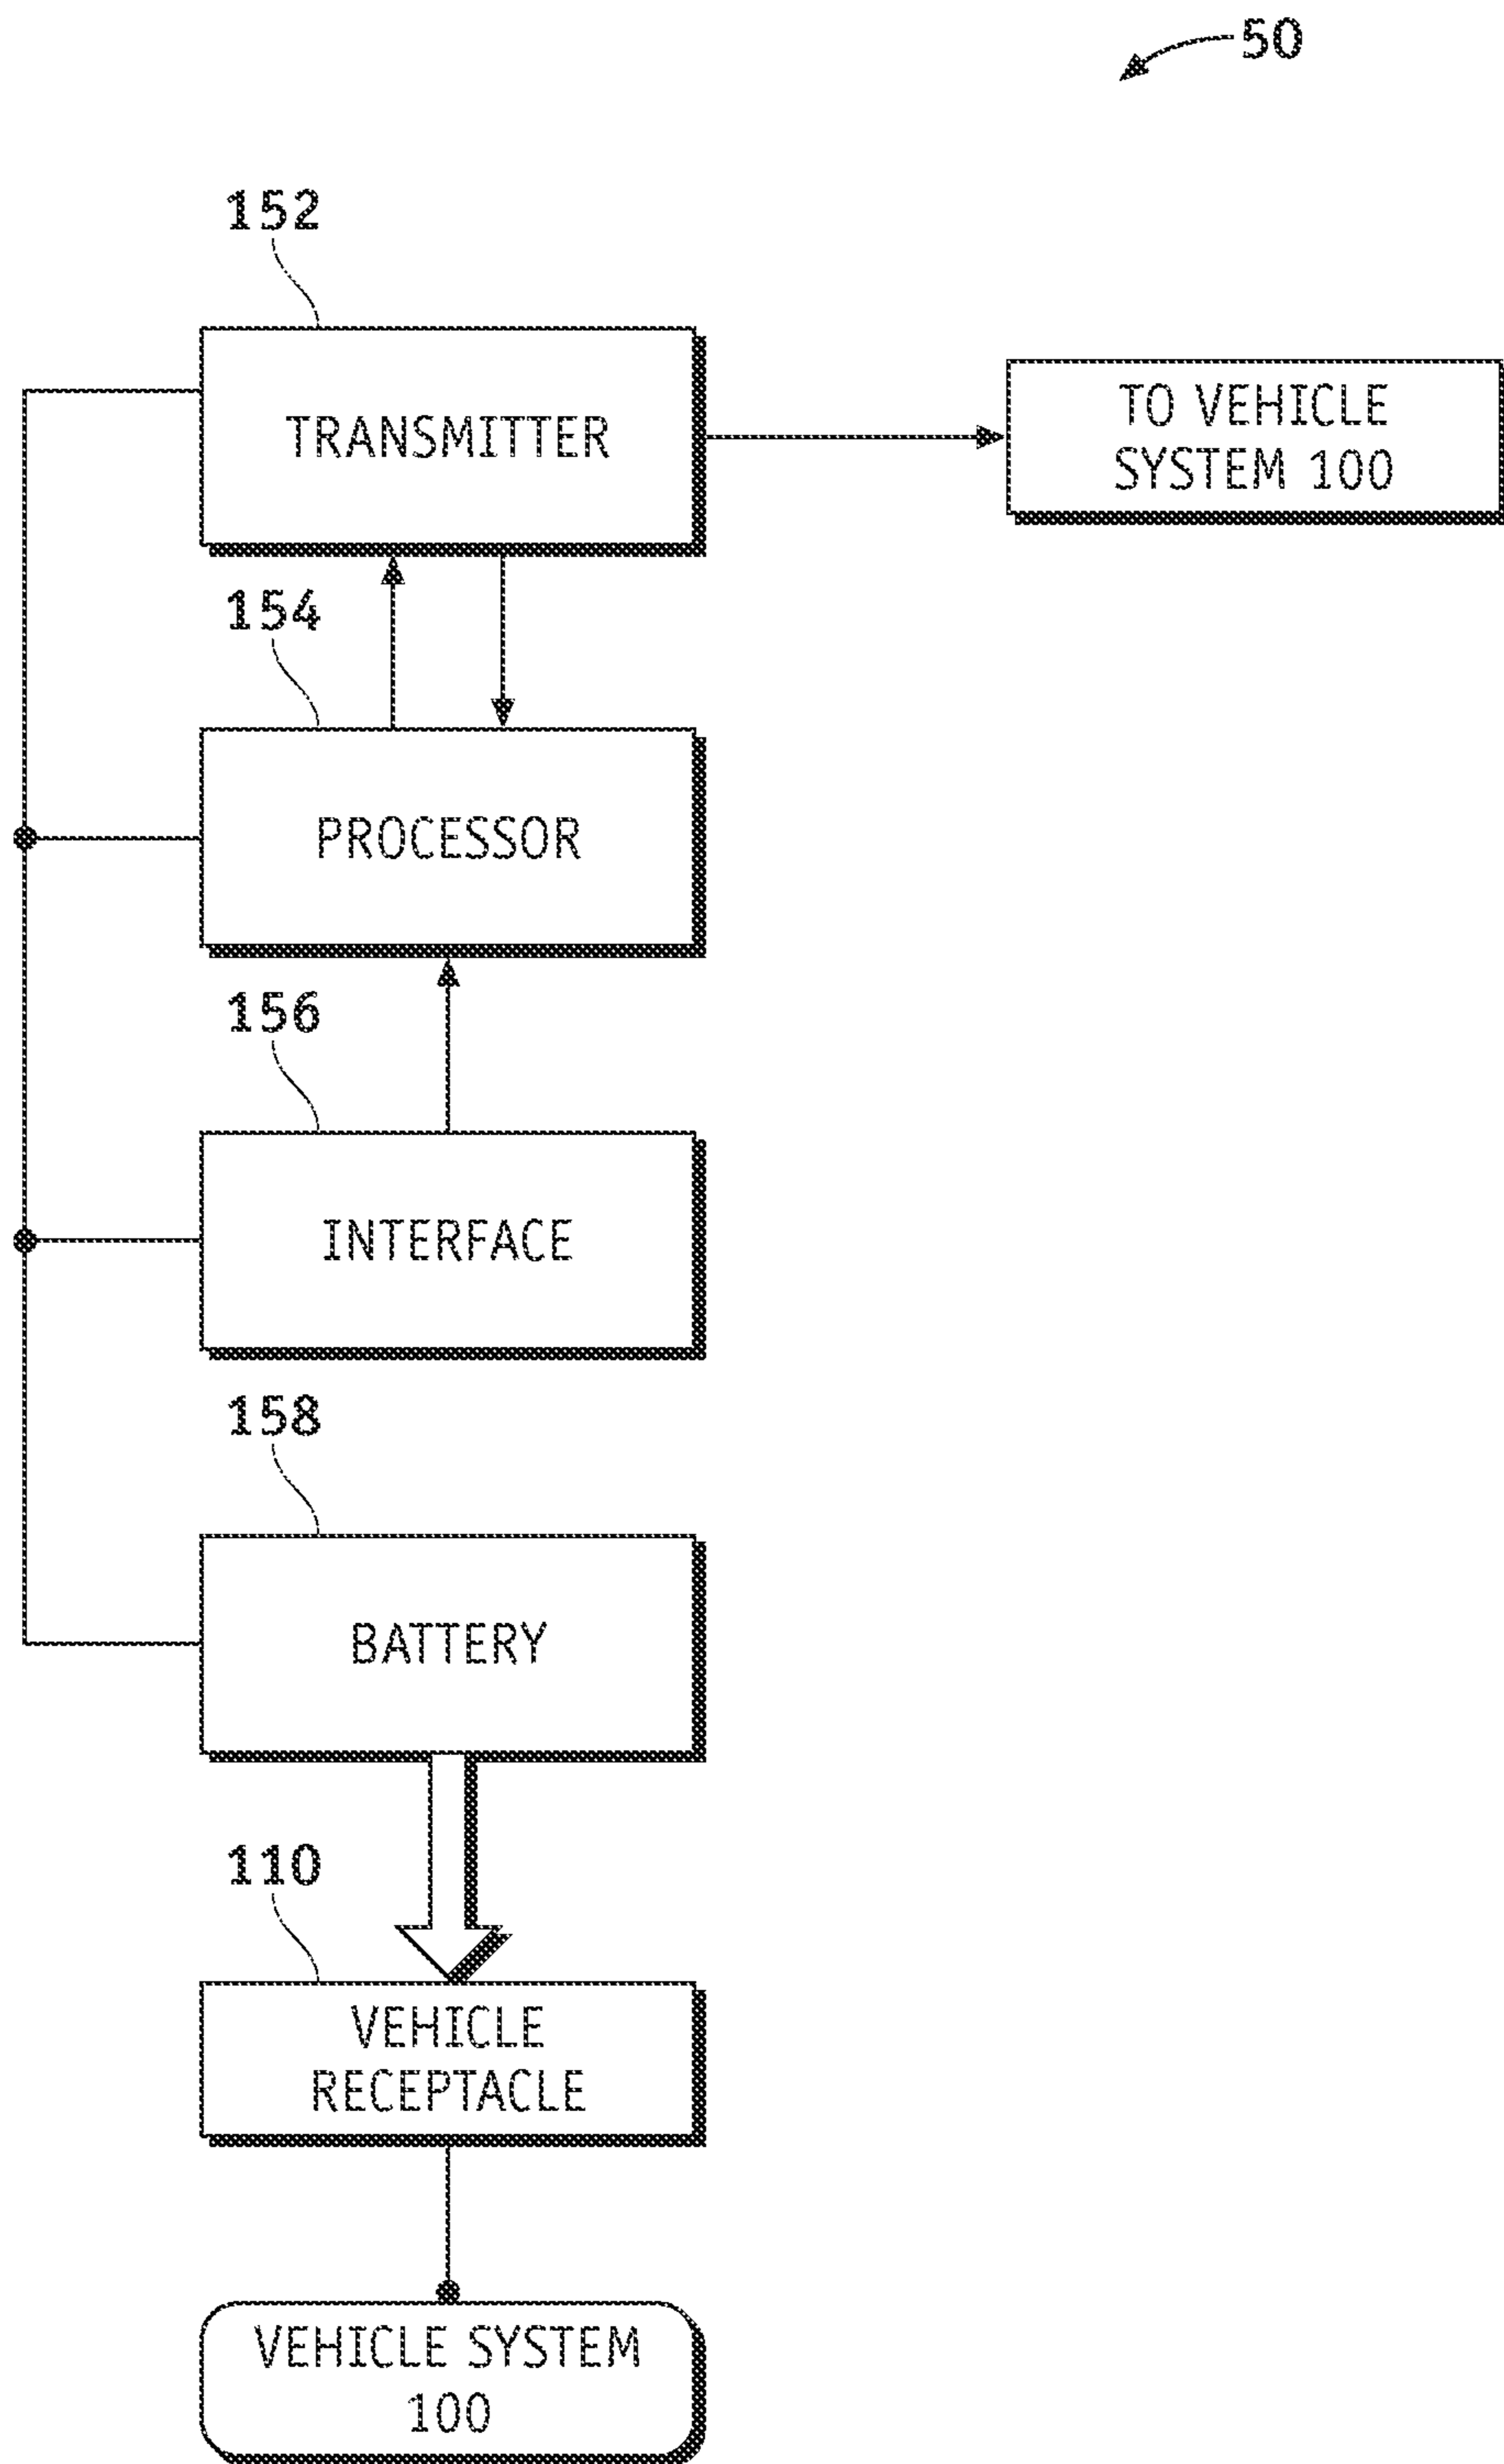 50
152
TRANSMITTER
TO VEHICLE
SYSTEM 100
154
PROCESSOR
156
INTERFACE
158
BATTERY
110
VEHICLE
RECEPTACLE
VEHICLE SYSTEM
100